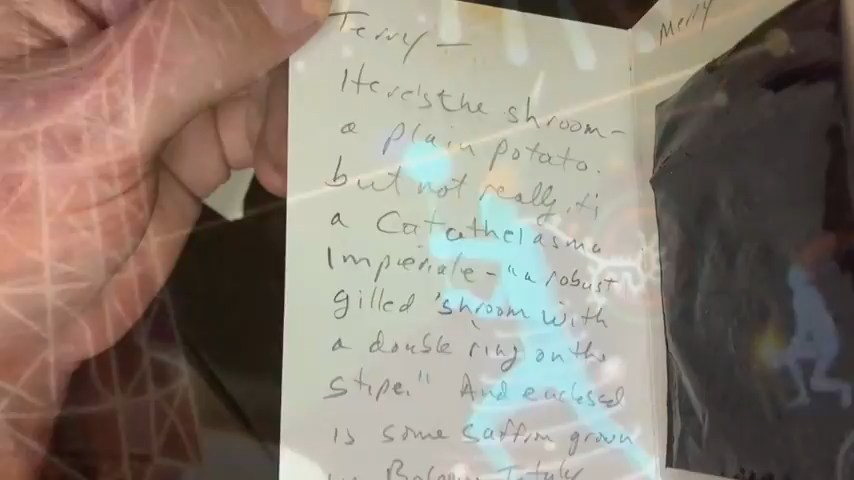 Terry —
Merry
Here's the shroom –
a plain potato.
but not really, ti
a Catathelasma
Imperiale – "a robust
gilled 'shroom with
a double ring on the
stipe." And enclosed
is some saffron grown